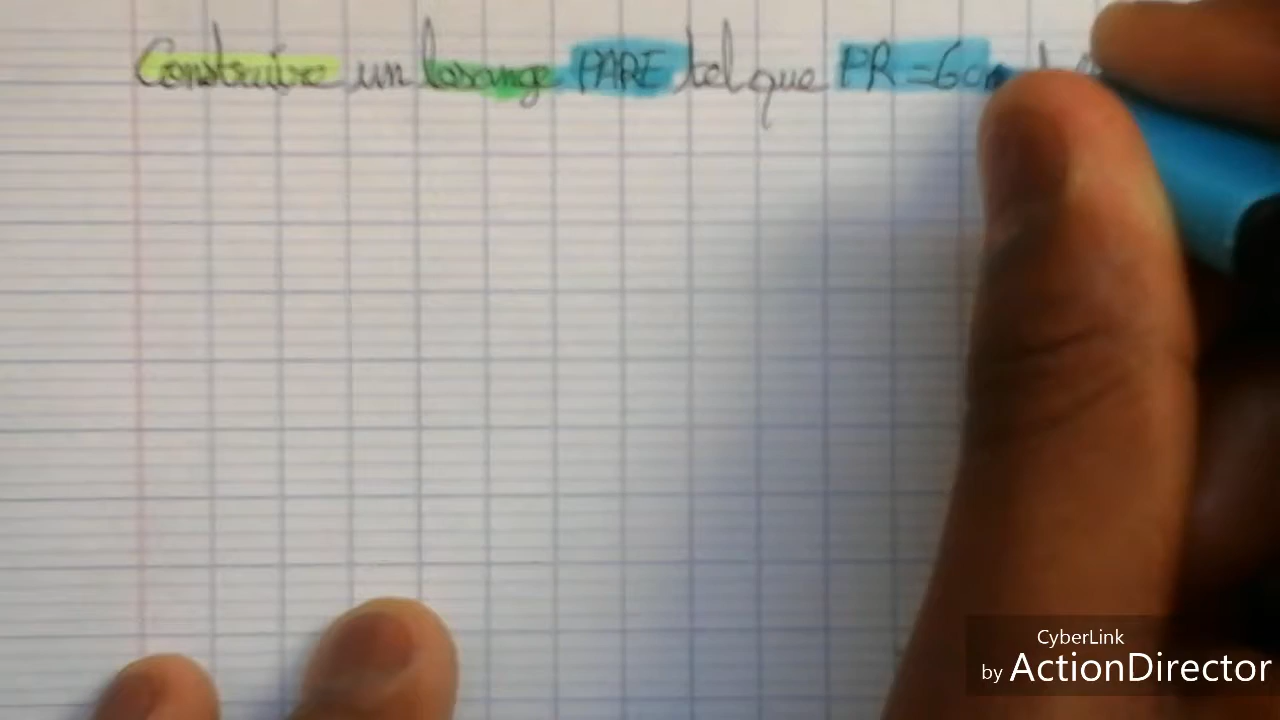 Construire un losange PARE tel que PR=6cm
CyberLink
by ActionDirector